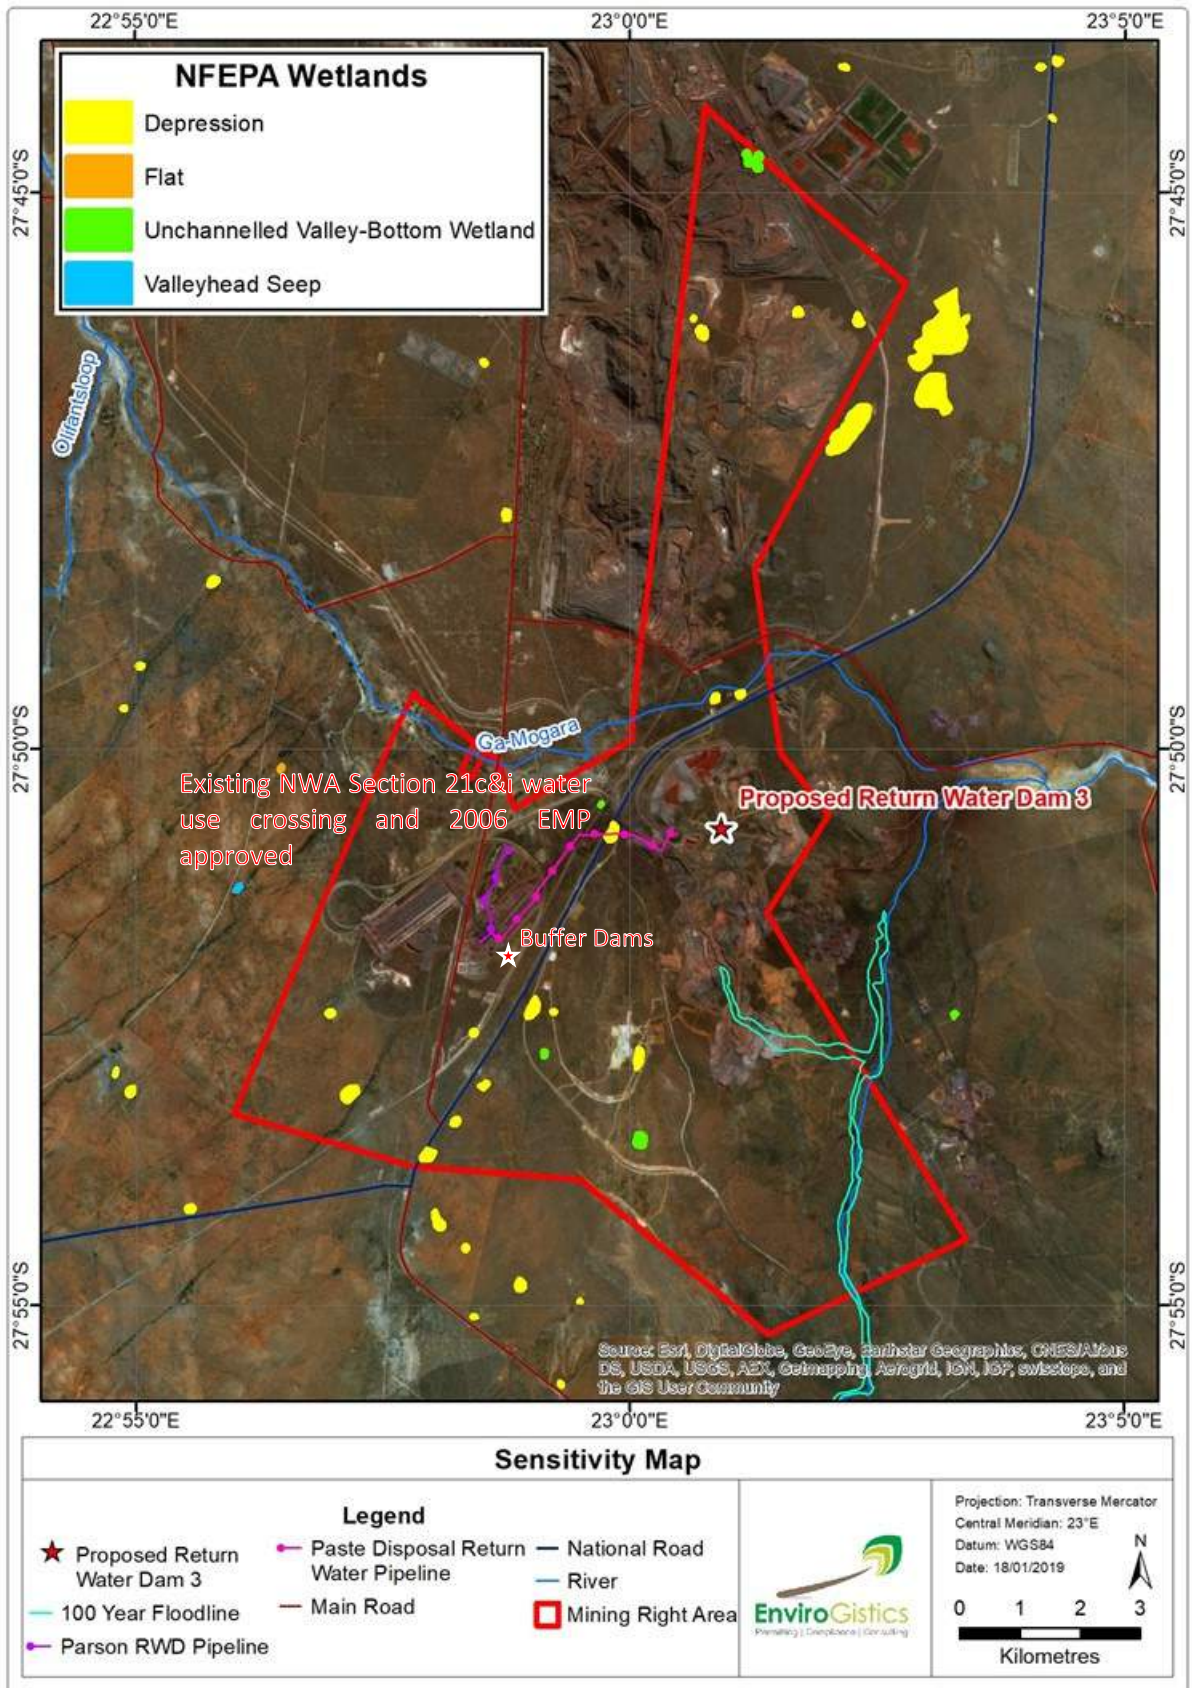 22°55'0"E
23°0'0"E
23°5'0"E
NFEPA Wetlands
Depression
Flat
Unchannelled Valley-Bottom Wetland
Valleyhead Seep
27°45'0"S
27°45'0"S
Olifantsloop
Ga-Mogara
27°50'0"S
27°50'0"S
Existing NWA Section 21c&i water
use crossing and 2006 EMP
approved
Proposed Return Water Dam 3
Buffer Dams
27°55'0"S
27°55'0"S
Source: Esri, DigitalGlobe, GeoEye, Earthstar Geographics, CNES/Airbus
DS, USDA, USGS, AEX, Getmapping, Aerogrid, IGN, IGP, swisstopo, and
the GIS User Community
22°55'0"E
23°0'0"E
23°5'0"E
Sensitivity Map
Legend
Proposed Return
Water Dam 3
100 Year Floodline
Parson RWD Pipeline
Paste Disposal Return
Water Pipeline
Main Road
National Road
River
Mining Right Area
EnviroGistics
Permitting | Compliance | Consulting
Projection: Transverse Mercator
Central Meridian: 23°E
Datum: WGS84
Date: 18/01/2019
N
0 1 2 3
Kilometres